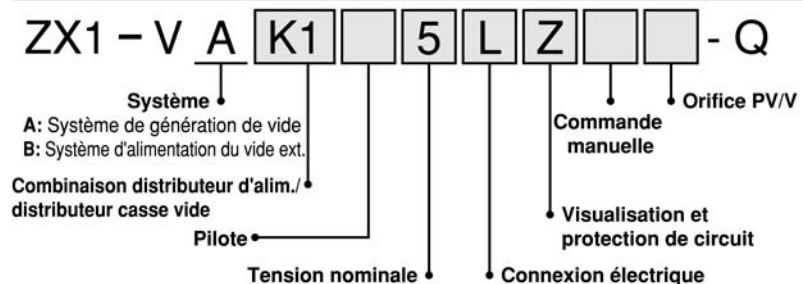 ZX1 – V A K1 5 L Z - Q
Système
A: Système de génération de vide
B: Système d'alimentation du vide ext.
Combinaison distributeur d'alim./
distributeur casse vide
Pilote
Tension nominale
Connexion électrique
Visualisation et
protection de circuit
Commande
manuelle
Orifice PV/V